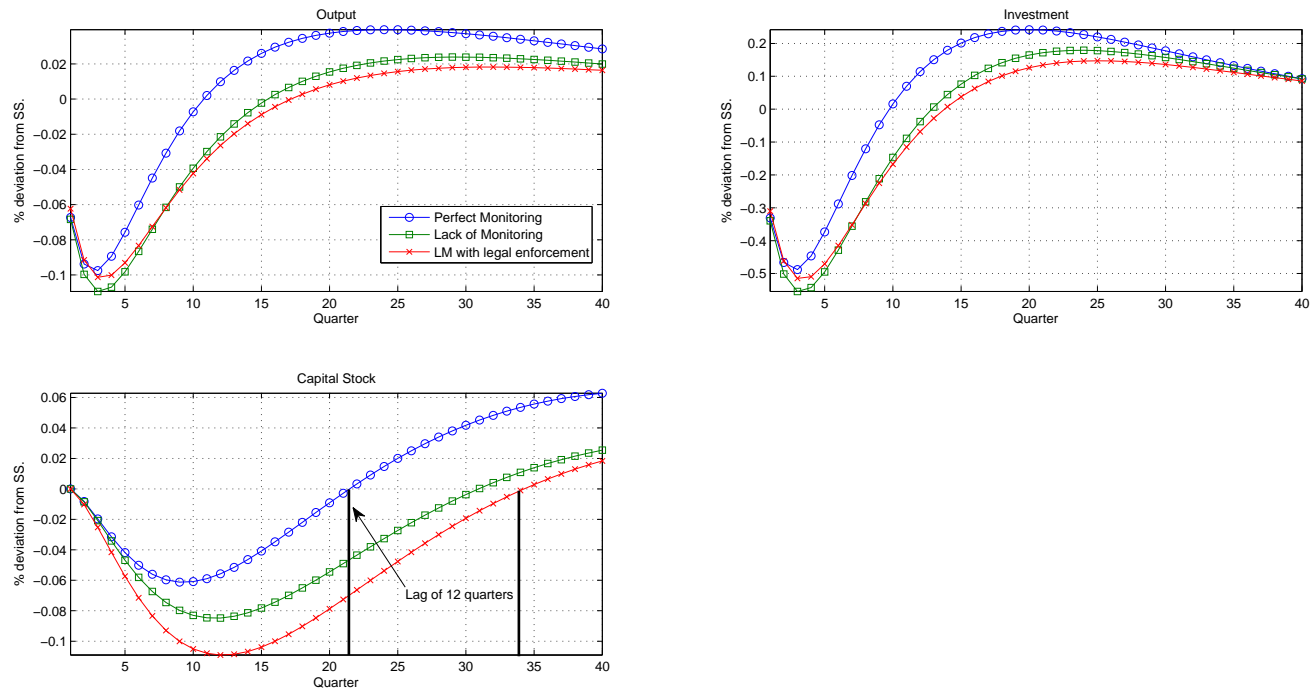 Output
% deviation from SS.
0.02
0
−0.02
−0.04
−0.06
−0.08
−0.1
5 10 15 20 25 30 35 40
Quarter
Perfect Monitoring
Lack of Monitoring
LM with legal enforcement
Investment
% deviation from SS.
0.2
0.1
0
−0.1
−0.2
−0.3
−0.4
−0.5
5 10 15 20 25 30 35 40
Quarter
Capital Stock
% deviation from SS.
0.06
0.04
0.02
0
−0.02
−0.04
−0.06
−0.08
−0.1
Lag of 12 quarters
5 10 15 20 25 30 35 40
Quarter